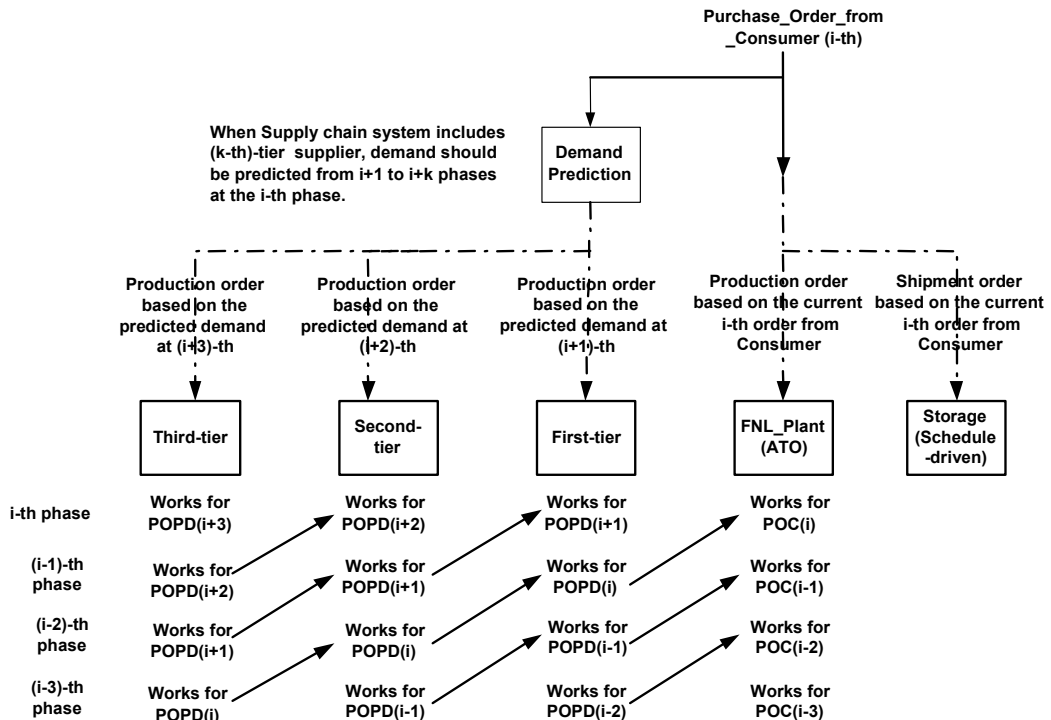 Purchase_Order_from
_Consumer (i-th)
When Supply chain system includes
(k-th)-tier supplier, demand should
be predicted from i+1 to i+k phases
at the i-th phase.
Demand
Prediction
Production order
based on the
predicted demand
at (i+3)-th
Production order
based on the
predicted demand at
(i+2)-th
Production order
based on the
predicted demand at
(i+1)-th
Production order
based on the current
i-th order from
Consumer
Shipment order
based on the current
i-th order from
Consumer
Third-tier
Second-
tier
First-tier
FNL_Plant
(ATO)
Storage
(Schedule
-driven)
i-th phase
Works for
POPD(i+3)
Works for
POPD(i+2)
Works for
POPD(i+1)
Works for
POC(i)
(i-1)-th
phase
Works for
POPD(i+2)
Works for
POPD(i+1)
Works for
POPD(i)
Works for
POC(i-1)
(i-2)-th
phase
Works for
POPD(i+1)
Works for
POPD(i)
Works for
POPD(i-1)
Works for
POC(i-2)
(i-3)-th
phase
Works for
POPD(i)
Works for
POPD(i-1)
Works for
POPD(i-2)
Works for
POC(i-3)